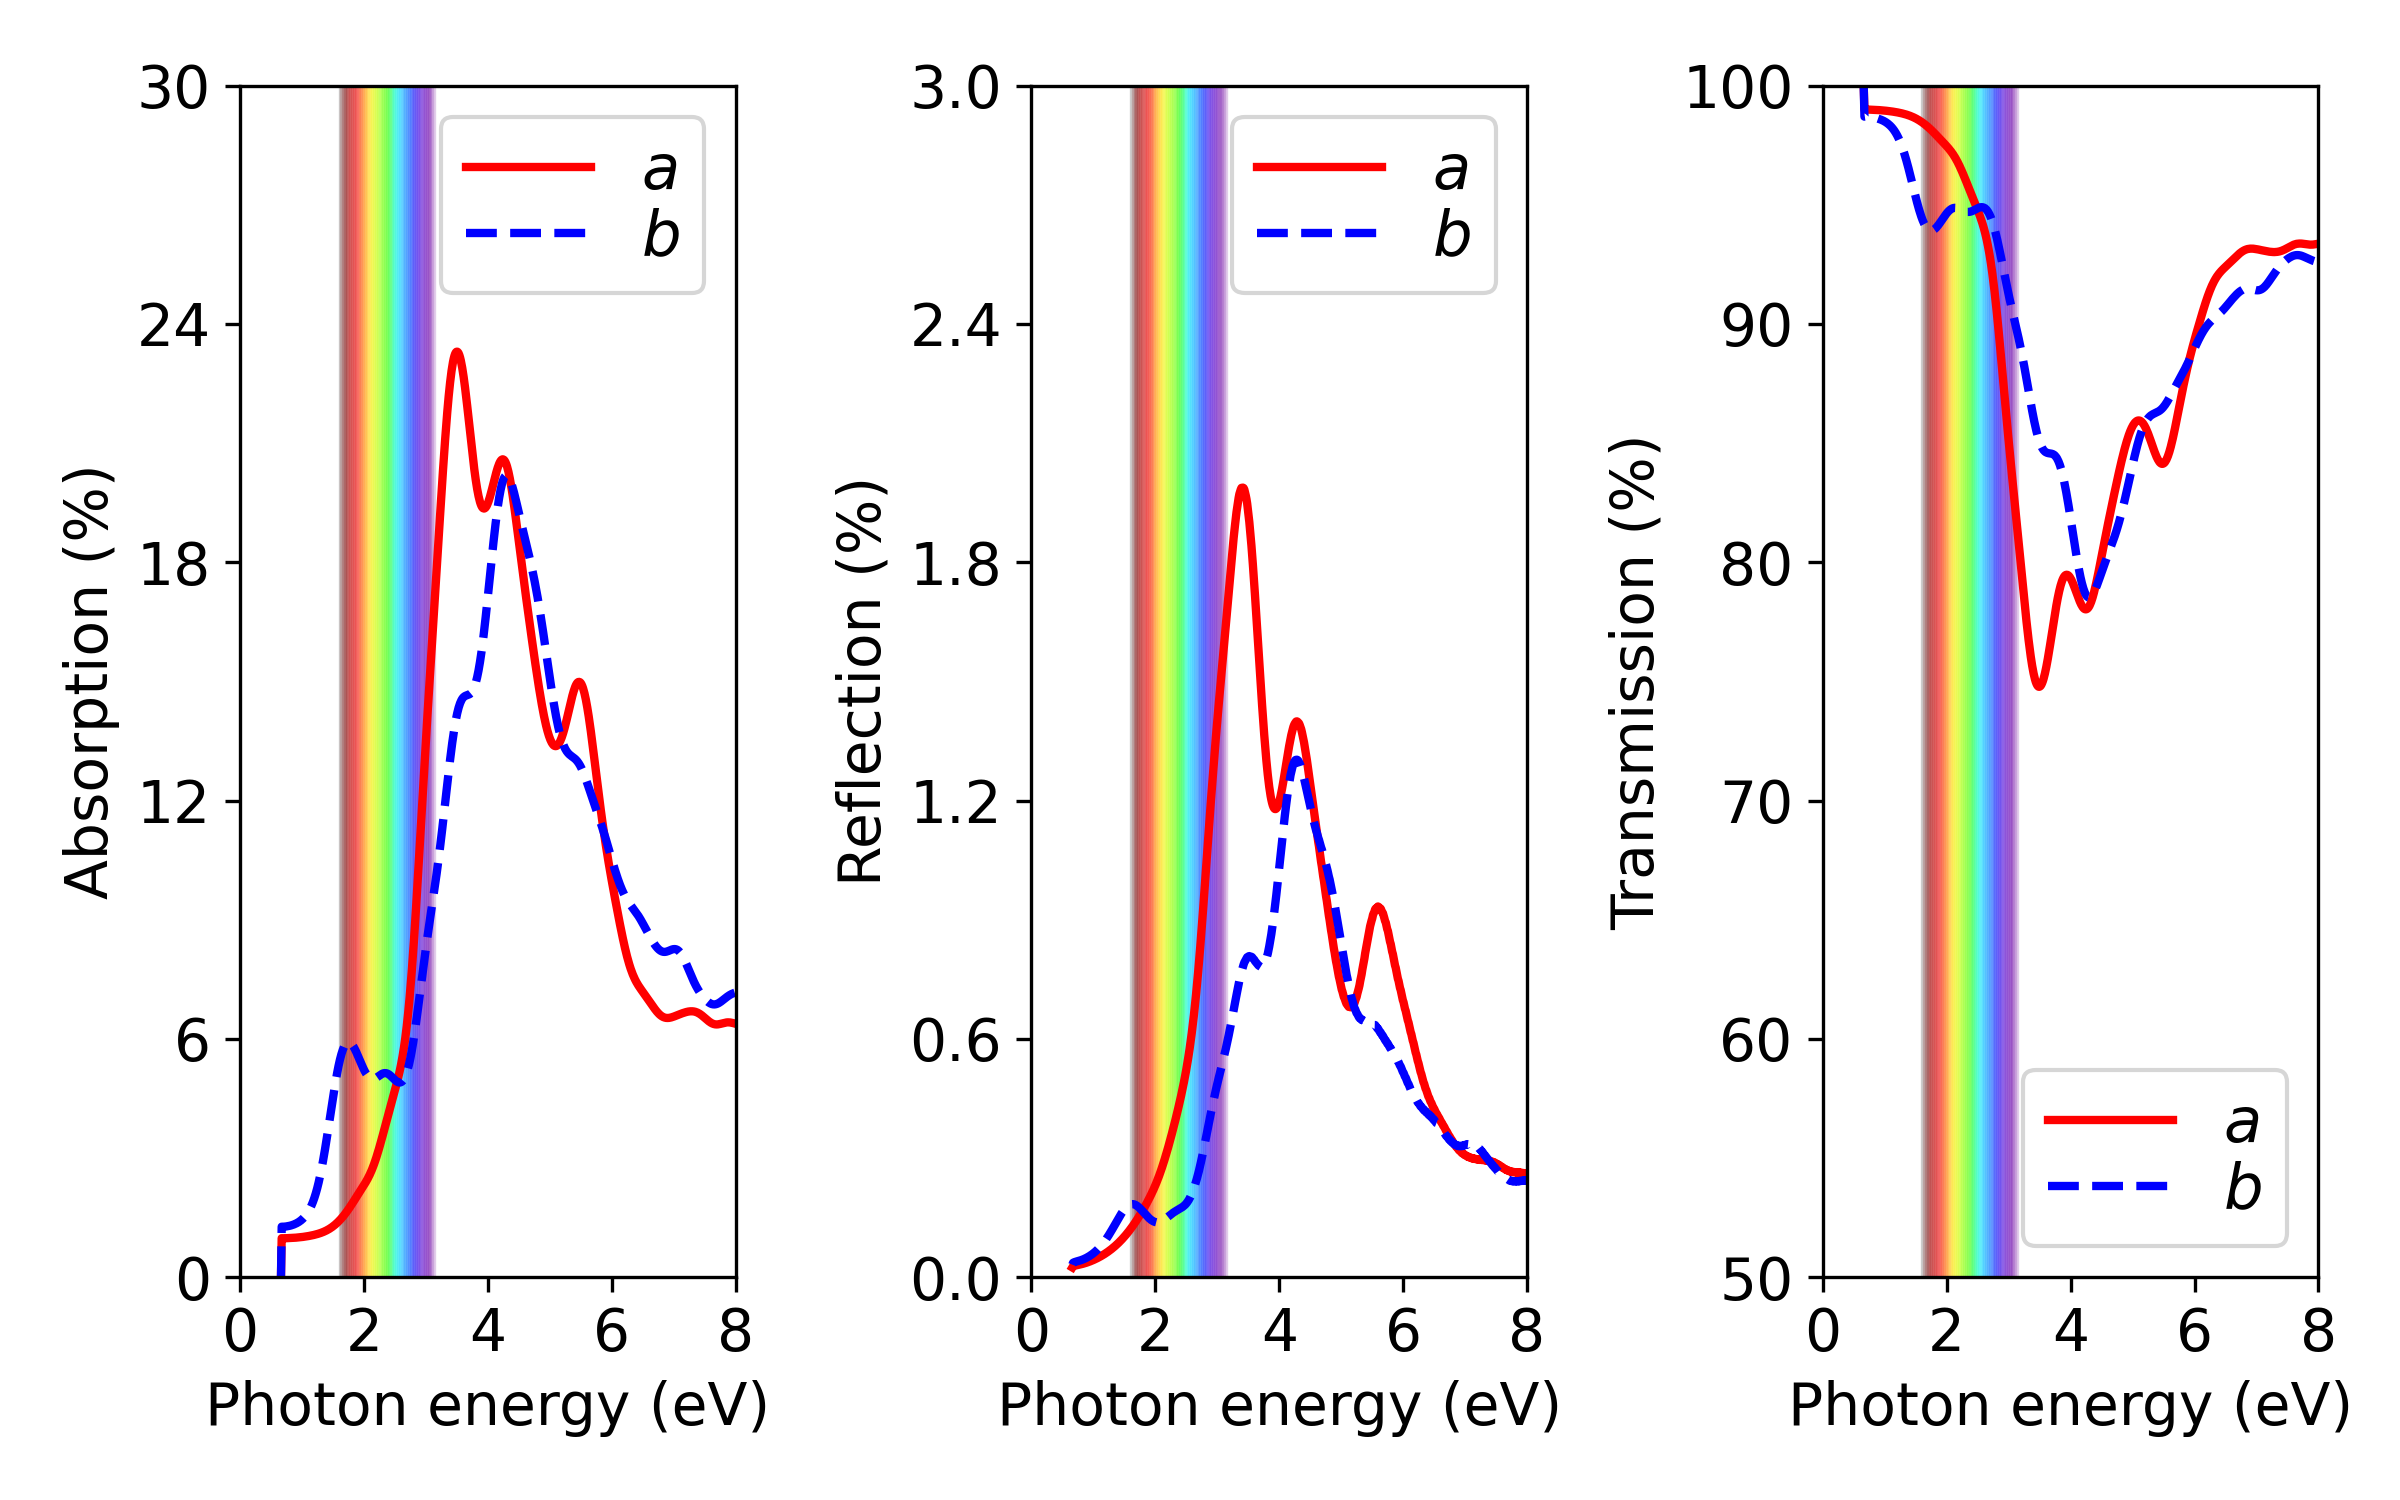 30
24
18
12
6
0
0 2 4 6 8
Absorption (%)
Photon energy (eV)
a
b
3.0
2.4
1.8
1.2
0.6
0.0
0 2 4 6 8
Reflection (%)
Photon energy (eV)
a
b
100
90
80
70
60
50
0 2 4 6 8
Transmission (%)
Photon energy (eV)
a
b